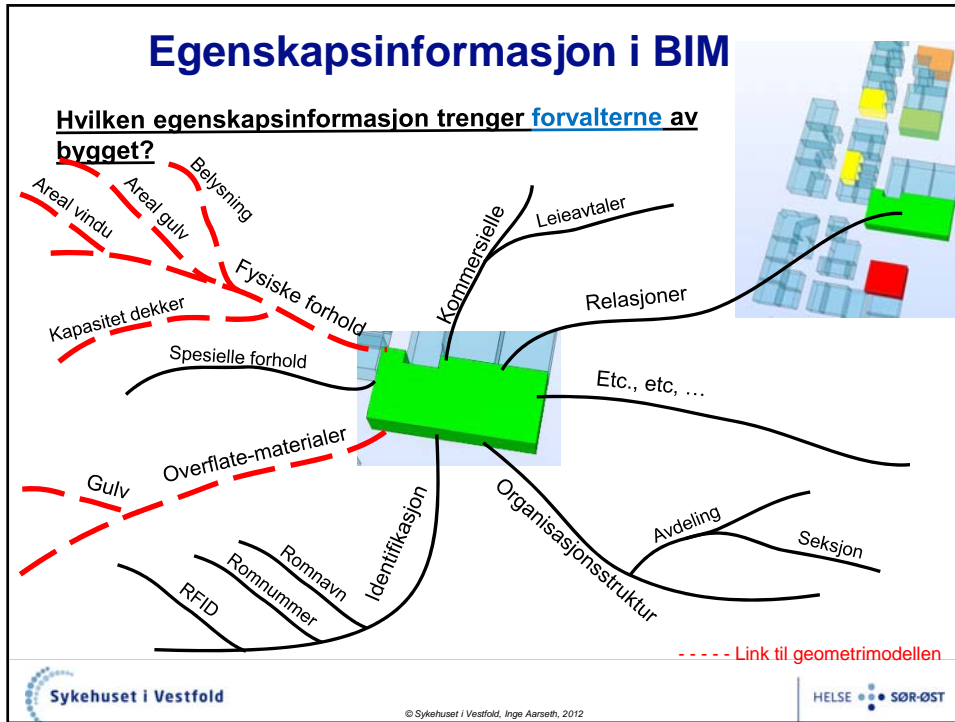 Egenskapsinformasjon i BIM
Hvilken egenskapsinformasjon trenger forvalterne av
bygget?
Belysning
Areal gulv
Areal vindu
Fysiske forhold
Kapasitet dekker
Spesielle forhold
Overflate-materialer
Gulv
Kommersielle
Leieavtaler
Relasjoner
Etc., etc, …
Organisasjonsstruktur
Avdeling
Seksjon
Identifikasjon
Romnavn
Romnummer
RFID
- - - - - Link til geometrimodellen
Sykehuset i Vestfold
© Sykehuset i Vestfold, Inge Aarseth, 2012
HELSE SØR-ØST